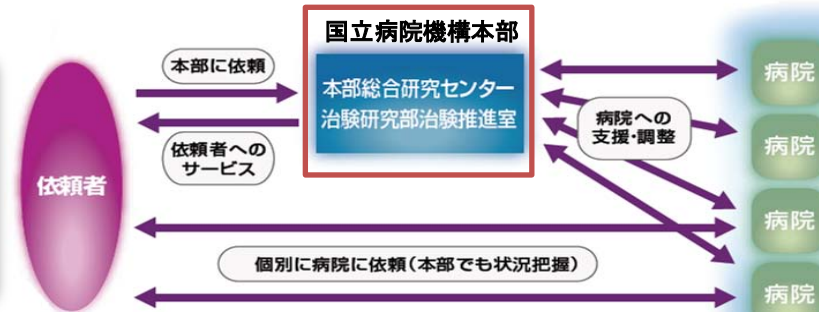 国立病院機構本部
本部に依頼
本部総合研究センター
治験研究部治験推進室
依頼者への
サービス
病院への
支援・調整
依頼者
個別に病院に依頼(本部でも状況把握)
病院
病院
病院
病院